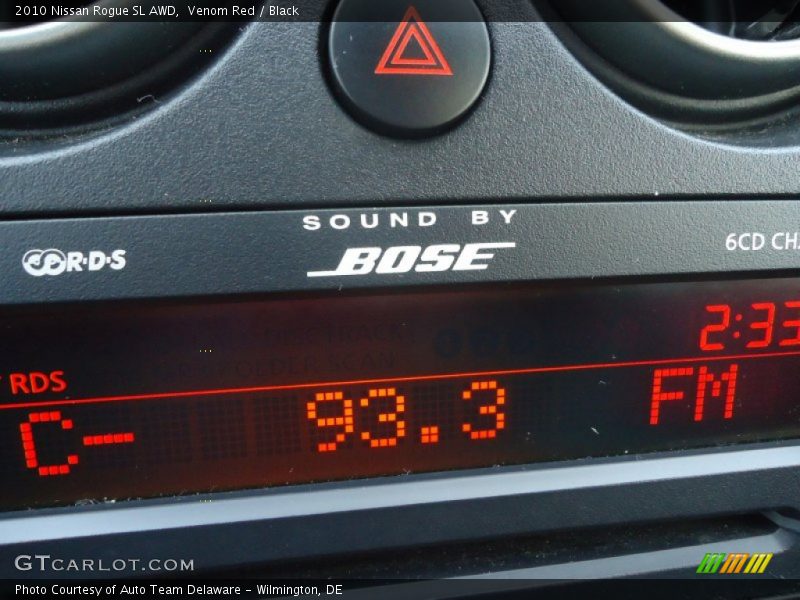 2010 Nissan Rogue SL AWD, Venom Red / Black
SOUND BY
BOSE
R·D·S
6CD CH
2:33
RDS
C- 93.3 FM
GTCARLOT.COM
Photo Courtesy of Auto Team Delaware - Wilmington, DE